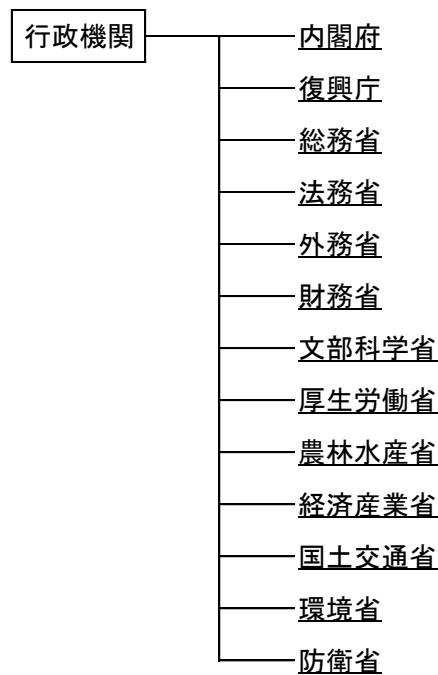 行政機関
内閣府
復興庁
総務省
法務省
外務省
財務省
文部科学省
厚生労働省
農林水産省
経済産業省
国土交通省
環境省
防衛省